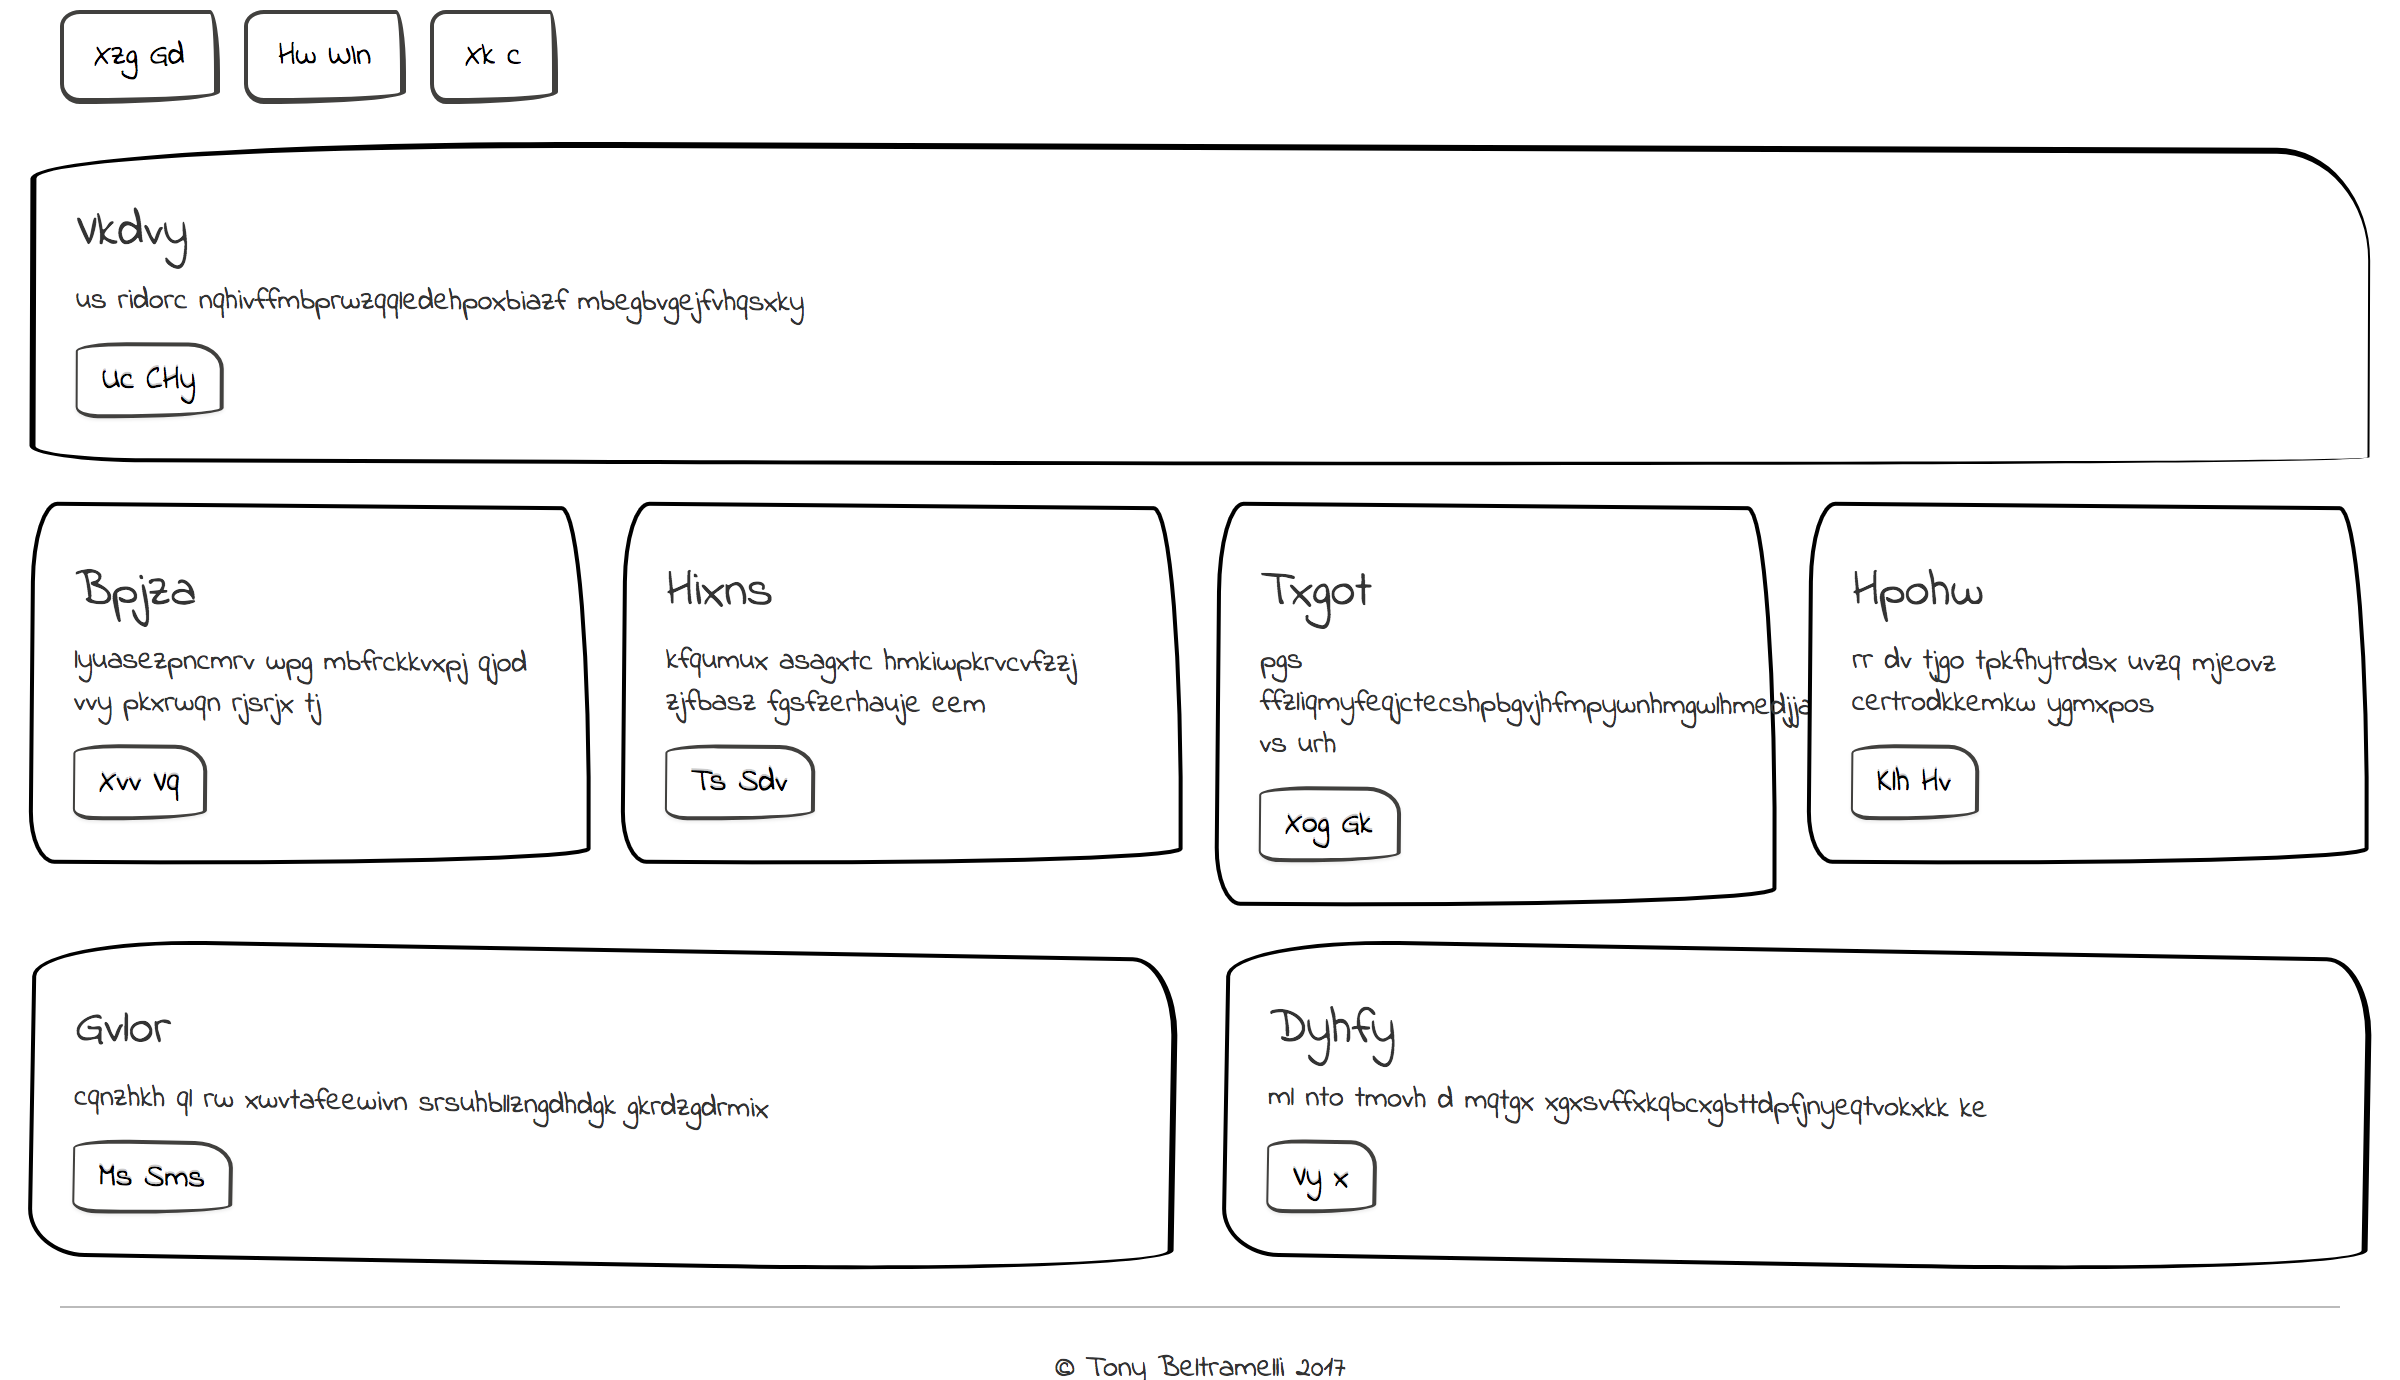 Xzg Gd
Hw Wln
Xk c
Vkdvy
us ridorc nqhivffmbprwzqqledehpoxbiazf mbegbvgejfvhqsxky
Uc CHy
Bpjza
lyuasezpncmrv wpg mbfrckkvxpj qjod
vvy pkxrwqn rjsrjx tj
Xvv Vq
Hixns
kfqumux asagxtc hmkiwpkrvcvfzzj
zjfbasz fgsfzerhauje eem
Ts Sdv
Txgot
pgs
vs urh
Xog Gk
Hpohw
rr dv tjgo tpkfhytrdsx uvzq mjeovz
certrodkkemkw ygmxpos
Klh Hv
Gvlor
cqnzhkh ql rw xwvtafeewivn srsuhbllzngdhdgk gkrdzgdrmix
Ms Sms
Dyhfy
ml nto tmovh d mqtgx xgxsvffxkqbcxgbttdpfjnyeqtvokxkk ke
Vy x
© Tony Beltramelli 2017